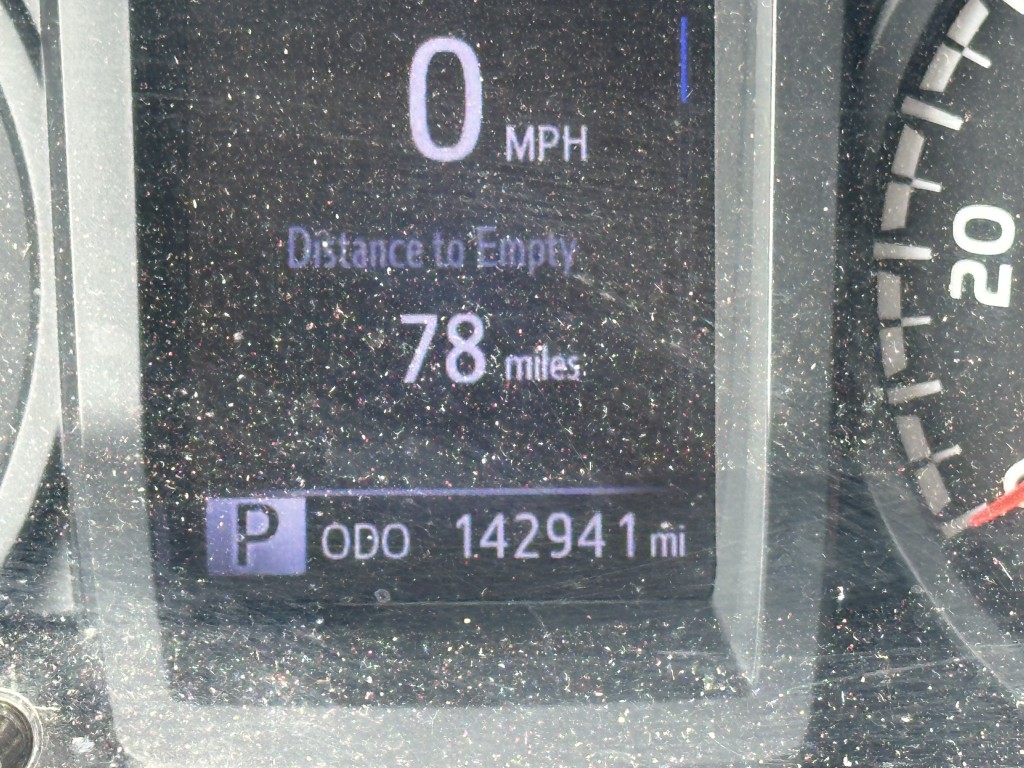 0 MPH
Distance to Empty
78 miles
P ODO 142941 mi
20